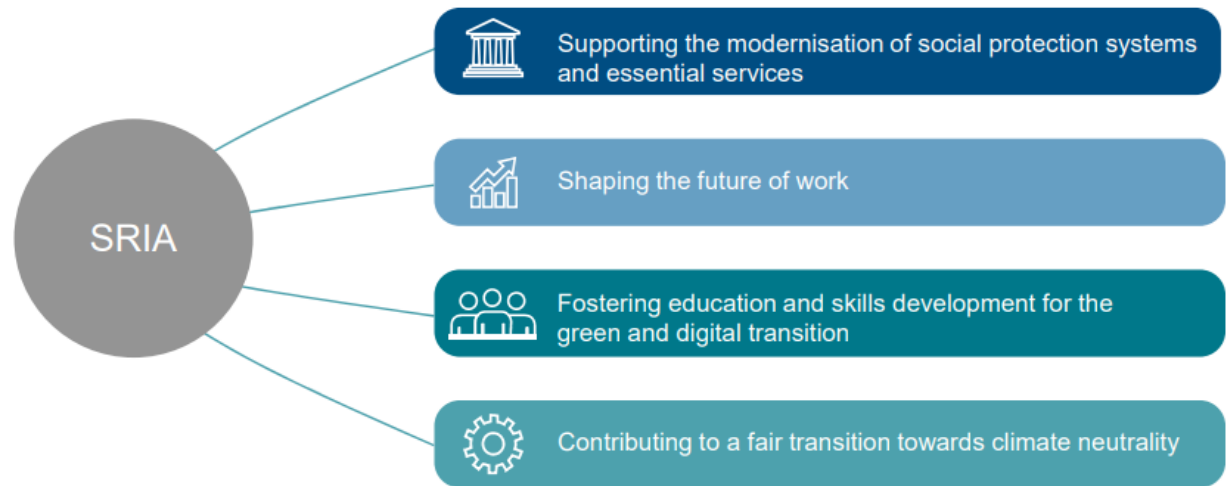 SRIA
Supporting the modernisation of social protection systems
and essential services
Shaping the future of work
Fostering education and skills development for the
green and digital transition
Contributing to a fair transition towards climate neutrality